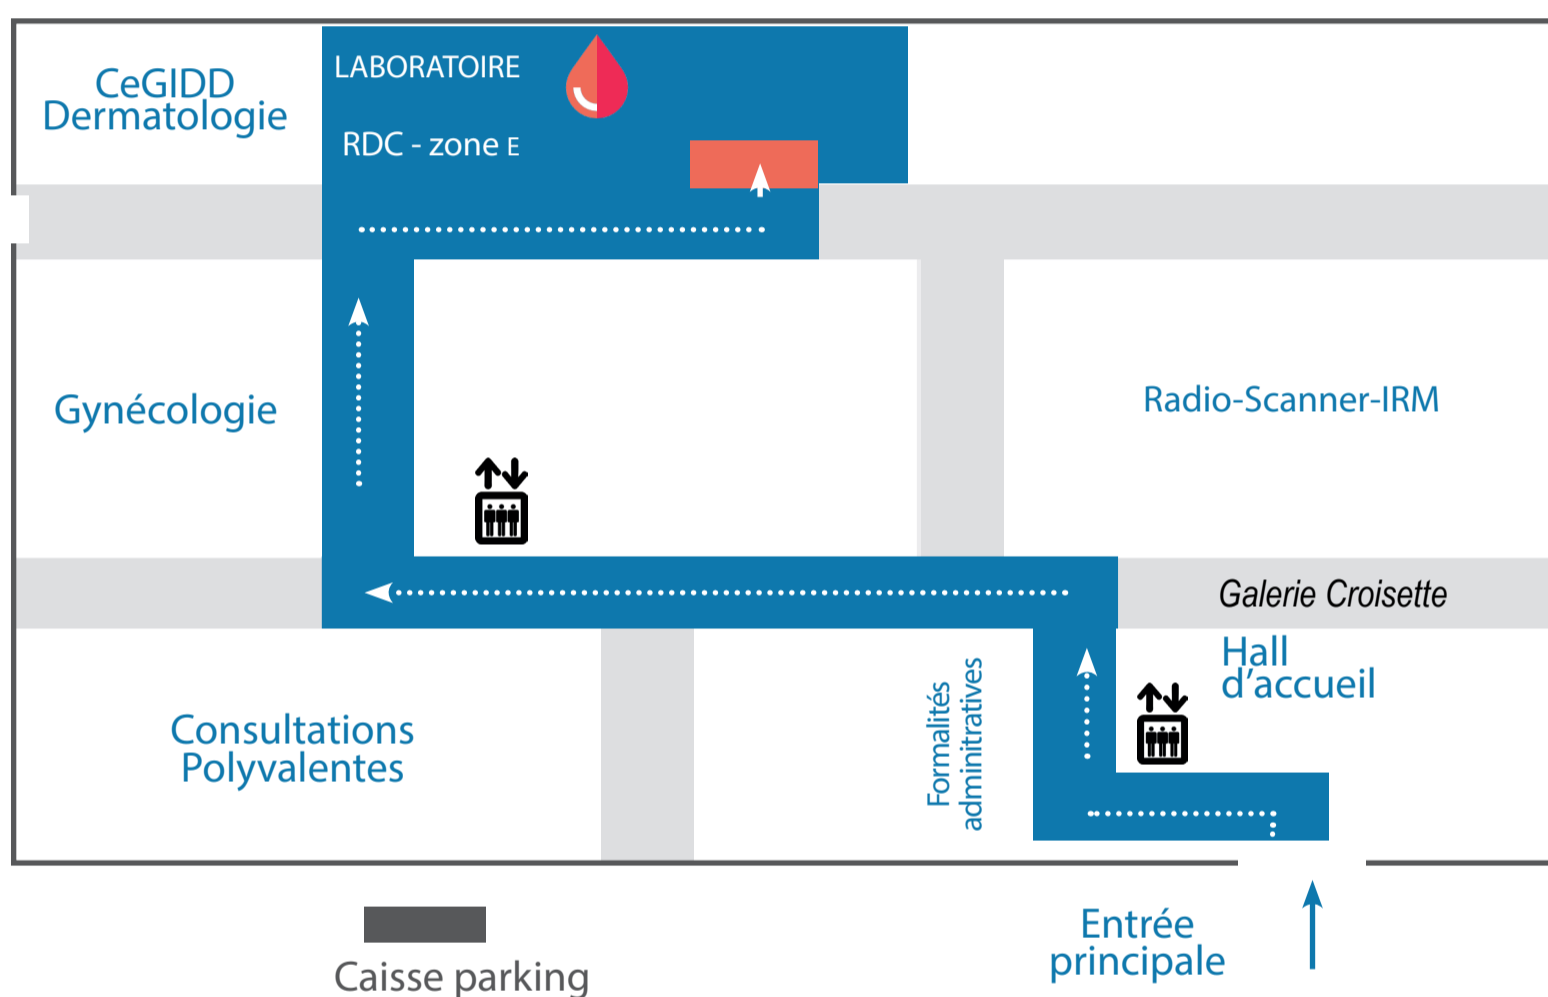 CeGIDD
Dermatologie
LABORATOIRE
RDC - zone E
Gynécologie
Radio-Scanner-IRM
Galerie Croisette
Hall
d’accueil
Formalités
adminitratives
Consultations
Polyvalentes
Entrée
principale
Caisse parking